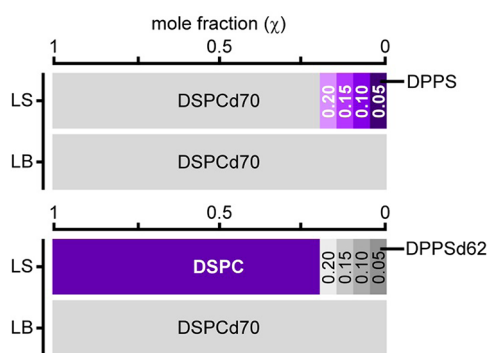 mole fraction (χ)
1 0.5 0
LS DSPCd70 0.20 0.15 0.10 0.05 DPPS
LB DSPCd70
1 0.5 0
LS DSPC 0.20 0.15 0.10 0.05 DPPSd62
LB DSPCd70